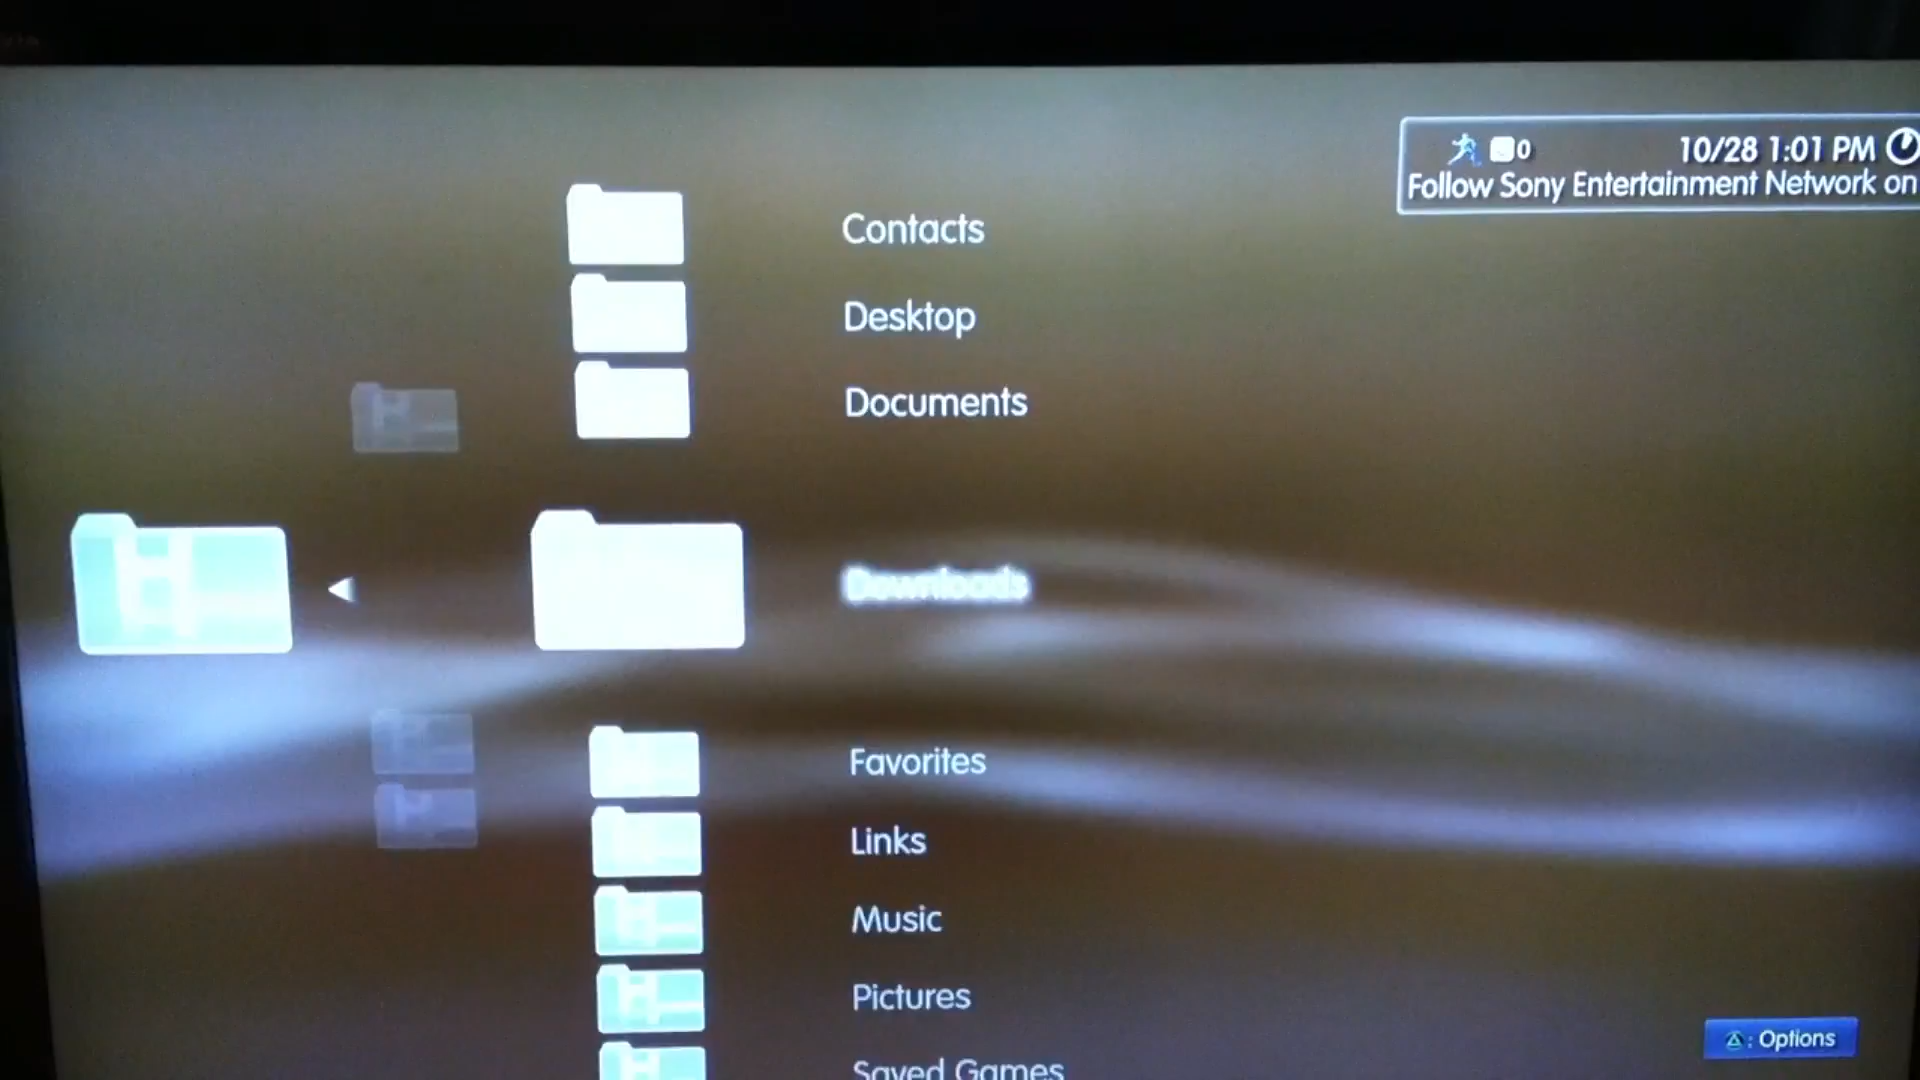 0 10/28 1:01 PM
Follow Sony Entertainment Network on
Contacts
Desktop
Documents
Downloads
Favorites
Links
Music
Pictures
Saved Games
: Options